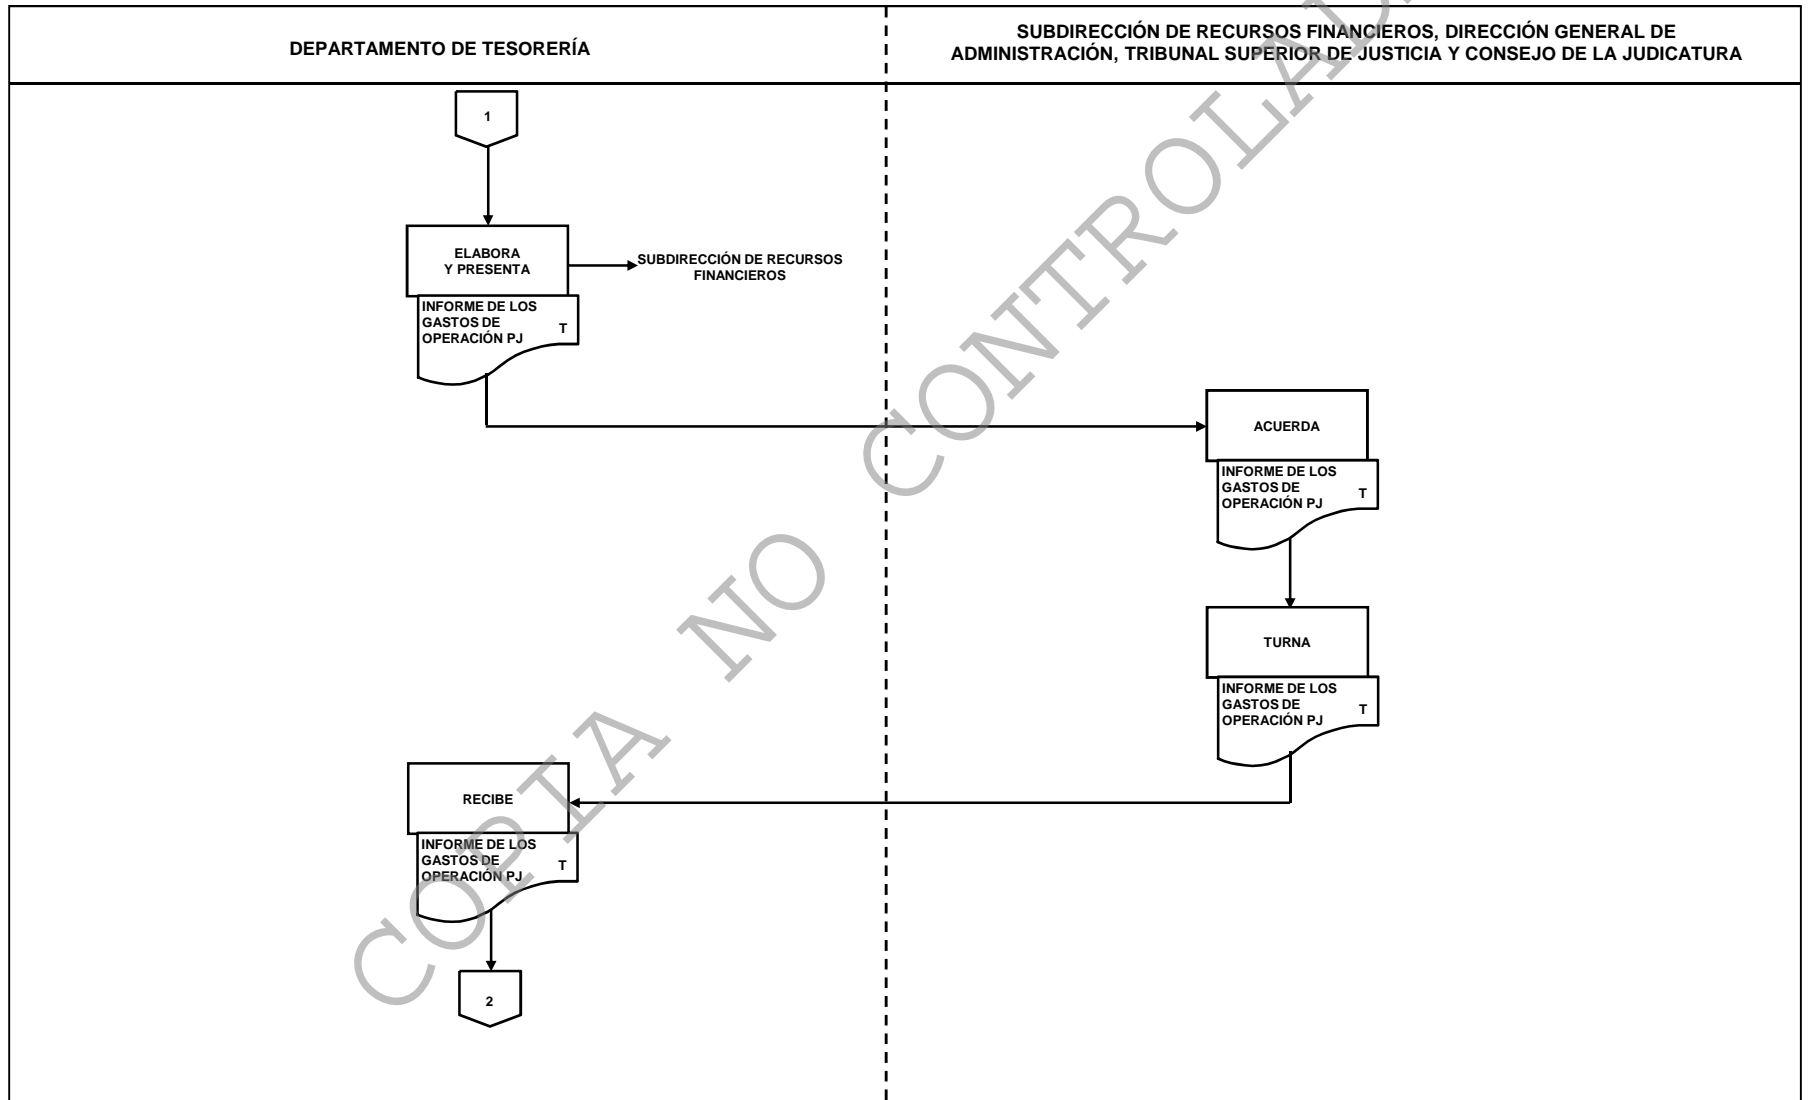 DEPARTAMENTO DE TESORERÍA
SUBDIRECCIÓN DE RECURSOS FINANCIEROS, DIRECCIÓN GENERAL DE
ADMINISTRACIÓN, TRIBUNAL SUPERIOR DE JUSTICIA Y CONSEJO DE LA JUDICATURA
1
ELABORA
Y PRESENTA
SUBDIRECCIÓN DE RECURSOS
FINANCIEROS
INFORME DE LOS
GASTOS DE
OPERACIÓN PJ
T
ACUERDA
INFORME DE LOS
GASTOS DE
OPERACIÓN PJ
T
TURNA
INFORME DE LOS
GASTOS DE
OPERACIÓN PJ
T
RECIBE
INFORME DE LOS
GASTOS DE
OPERACIÓN PJ
T
2
COPIA NO